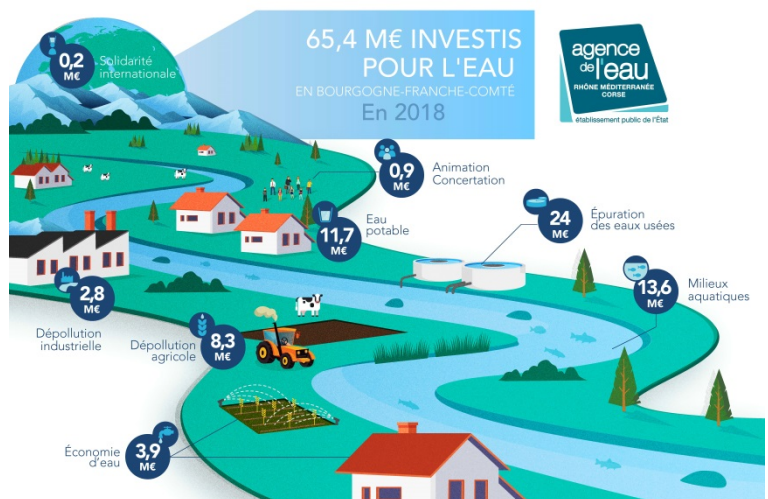 65,4 M€ INVESTIS
POUR L'EAU
EN BOURGOGNE-FRANCHE-COMTÉ
En 2018
agence
de l'eau
RHÔNE MÉDITERRANÉE
CORSE
établissement public de l'État
0,2
M€
Solidarité
internationale
0,9
M€
Animation
Concertation
11,7
M€
Eau
potable
24
M€
Épuration
des eaux usées
13,6
M€
Milieux
aquatiques
2,8
M€
Dépollution
industrielle
Dépollution
agricole
8,3
M€
Économie
d'eau
3,9
M€